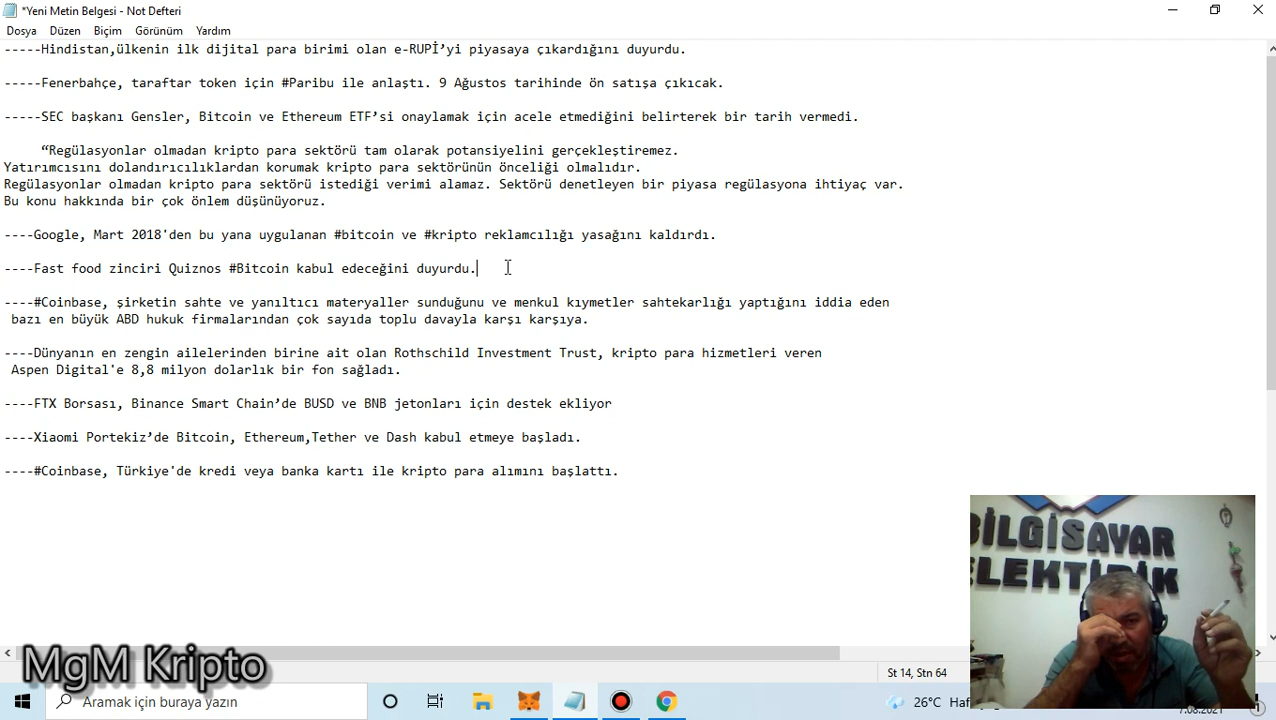 *Yeni Metin Belgesi - Not Defteri
Dosya Düzen Biçim Görünüm Yardım
-----Hindistan,ülkenin ilk dijital para birimi olan e-RUPİ’yi piyasaya çıkardığını duyurdu.
-----Fenerbahçe, taraftar token için #Paribu ile anlaştı. 9 Ağustos tarihinde ön satışa çıkıcak.
-----SEC başkanı Gensler, Bitcoin ve Ethereum ETF’si onaylamak için acele etmediğini belirterek bir tarih vermedi.
“Regülasyonlar olmadan kripto para sektörü tam olarak potansiyelini gerçekleştiremez.
Yatırımcısını dolandırıcılıklardan korumak kripto para sektörünün önceliği olmalıdır.
Regülasyonlar olmadan kripto para sektörü istediği verimi alamaz. Sektörü denetleyen bir piyasa regülasyona ihtiyaç var.
Bu konu hakkında bir çok önlem düşünüyoruz.
----Google, Mart 2018'den bu yana uygulanan #bitcoin ve #kripto reklamcılığı yasağını kaldırdı.
----Fast food zinciri Quiznos #Bitcoin kabul edeceğini duyurdu.
----#Coinbase, şirketin sahte ve yanıltıcı materyaller sunduğunu ve menkul kıymetler sahtekarlığı yaptığını iddia eden
bazı en büyük ABD hukuk firmalarından çok sayıda toplu davayla karşı karşıya.
----Dünyanın en zengin ailelerinden birine ait olan Rothschild Investment Trust, kripto para hizmetleri veren
Aspen Digital'e 8,8 milyon dolarlık bir fon sağladı.
----FTX Borsası, Binance Smart Chain’de BUSD ve BNB jetonları için destek ekliyor
----Xiaomi Portekiz’de Bitcoin, Ethereum,Tether ve Dash kabul etmeye başladı.
----#Coinbase, Türkiye'de kredi veya banka kartı ile kripto para alımını başlattı.
BİLGİSAYAR
ELEKTİRİK
MgM Kripto
St 14, Stn 64
Aramak için buraya yazın
26°C Haf
7.08.2021